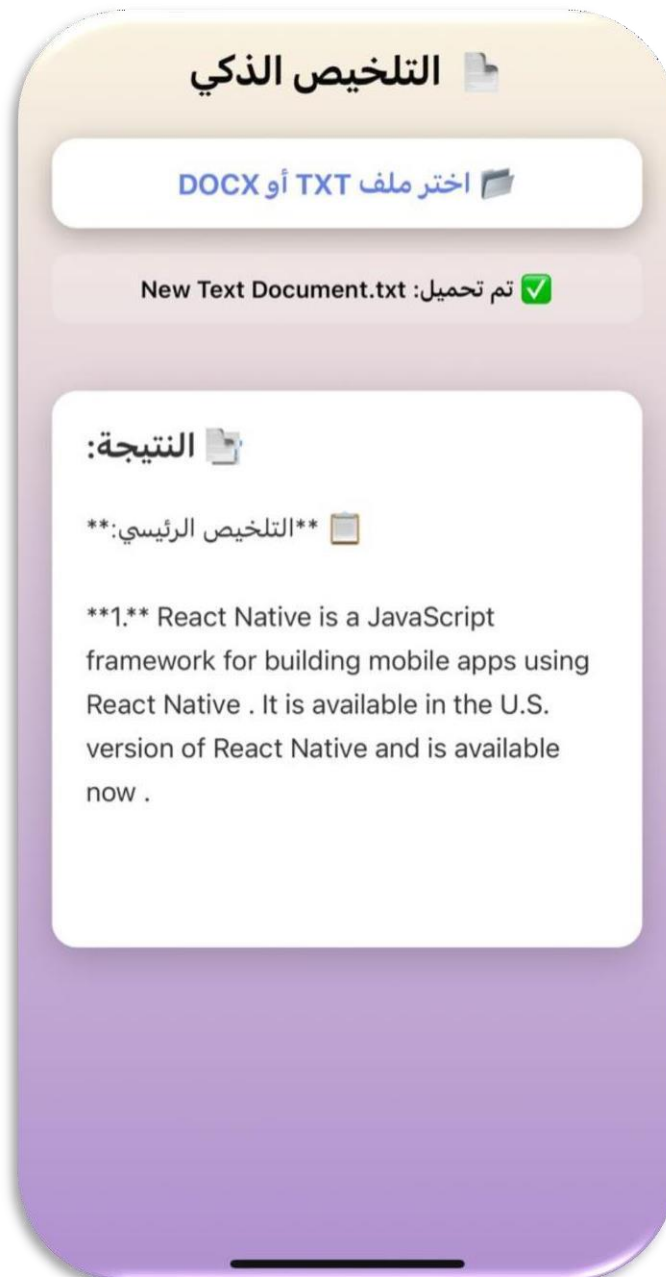 📄 التلخيص الذكي
📂 اختر ملف TXT أو DOCX
✅ تم تحميل: New Text Document.txt
📑 النتيجة:
📋 **التلخيص الرئيسي:**
**1.** React Native is a JavaScript
framework for building mobile apps using
React Native . It is available in the U.S.
version of React Native and is available
now .